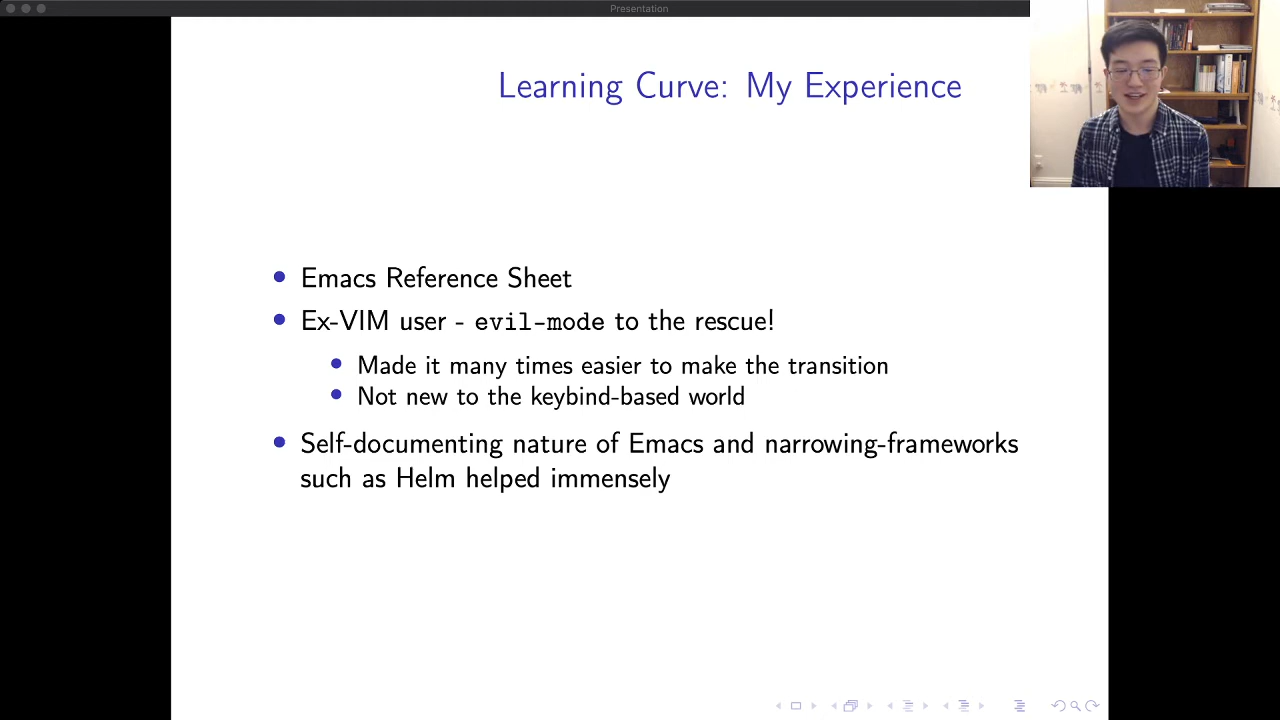 Presentation
Learning Curve: My Experience
Emacs Reference Sheet
Ex-VIM user - evil-mode to the rescue!
Made it many times easier to make the transition
Not new to the keybind-based world
Self-documenting nature of Emacs and narrowing-frameworks
such as Helm helped immensely